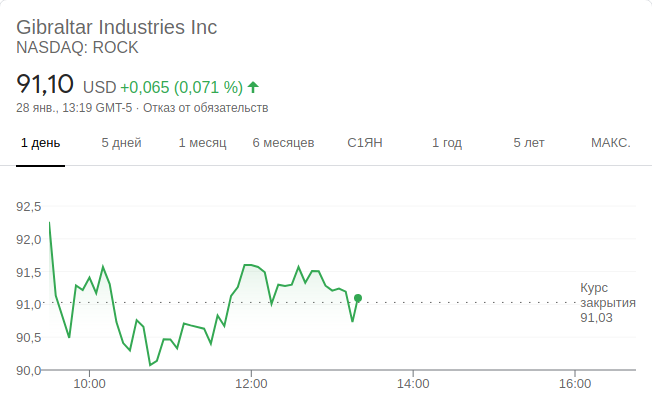 Gibraltar Industries Inc
NASDAQ: ROCK
91,10 USD +0,065 (0,071 %)
28 янв., 13:19 GMT-5 · Отказ от обязательств
1 день 5 дней 1 месяц 6 месяцев С1ЯН 1 год 5 лет МАКС.
92,5
92,0
91,5
91,0
90,5
90,0
Курс
закрытия
91,03
10:00 12:00 14:00 16:00